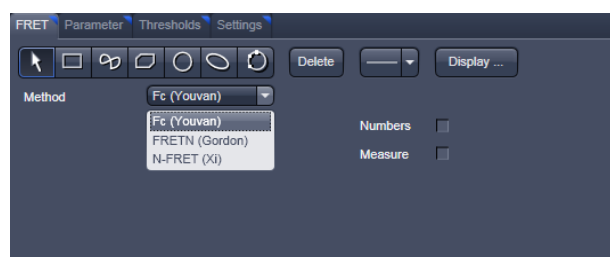 FRET Parameter Thresholds Settings
Delete Display ...
Method Fc (Youvan)
Fc (Youvan)
FRETN (Gordon)
N-FRET (Xi)
Numbers
Measure